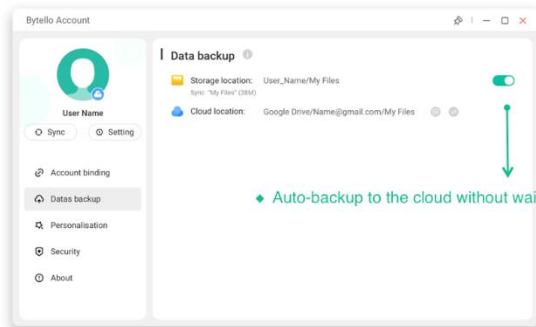 Bytello Account
User Name
Sync
Setting
Account binding
Datas backup
Personalisation
Security
About
Data backup
Storage location: User_Name/My Files
Sync "My Files" (38M)
Cloud location: Google Drive/Name@gmail.com/My Files
Auto-backup to the cloud without wai